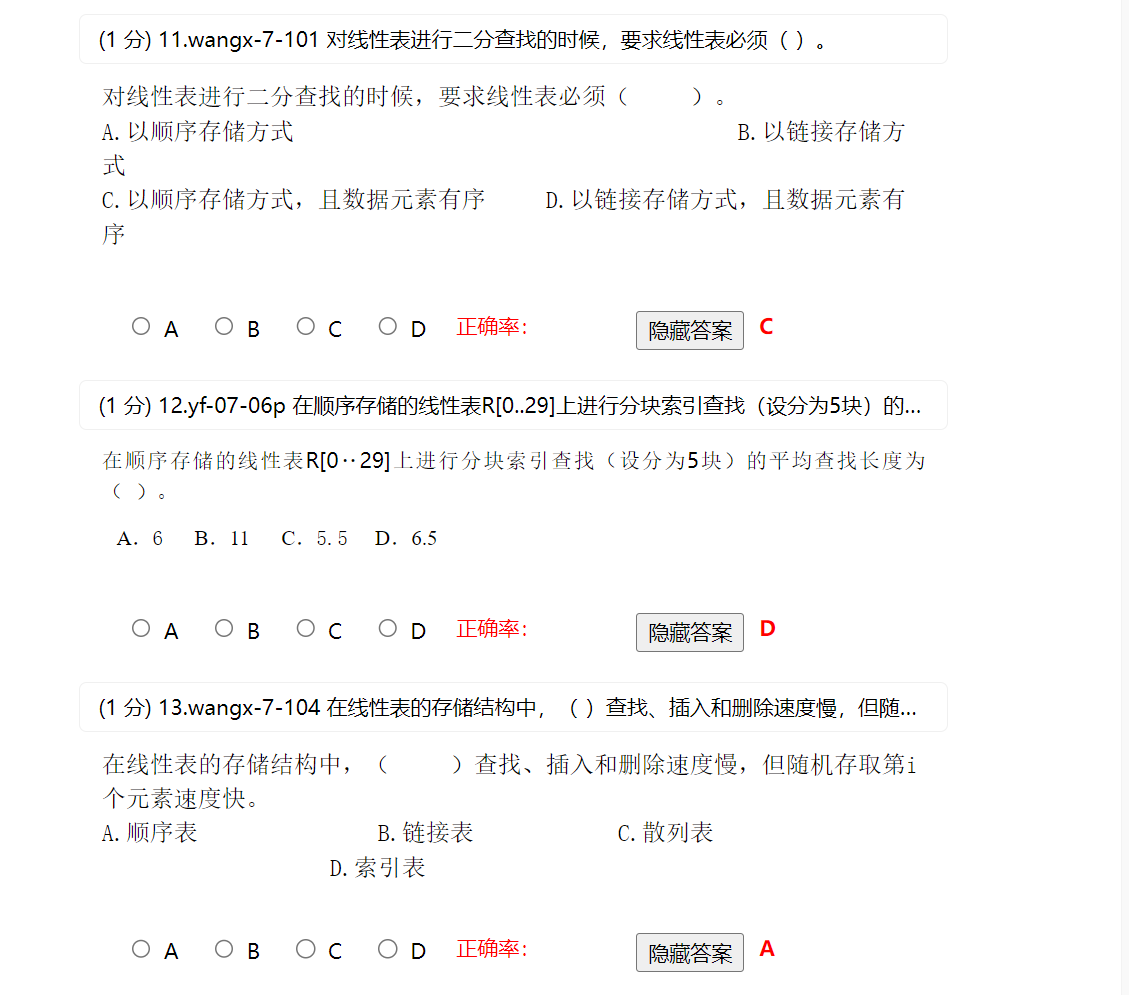 (1 分) 11.wangx-7-101 对线性表进行二分查找的时候，要求线性表必须（ ）。
对线性表进行二分查找的时候，要求线性表必须（ ）。
A.以顺序存储方式 B.以链接存储方
式
C.以顺序存储方式，且数据元素有序 D.以链接存储方式，且数据元素有
序
A B C D 正确率: 隐藏答案 C
(1 分) 12.yf-07-06p 在顺序存储的线性表R[0..29]上进行分块索引查找（设分为5块）的...
在顺序存储的线性表R[0··29]上进行分块索引查找（设分为5块）的平均查找长度为
（ ）。
A．6 B．11 C．5.5 D．6.5
A B C D 正确率: 隐藏答案 D
(1 分) 13.wangx-7-104 在线性表的存储结构中，（ ）查找、插入和删除速度慢，但随...
在线性表的存储结构中，（ ）查找、插入和删除速度慢，但随机存取第i
个元素速度快。
A.顺序表 B.链接表 C.散列表
D.索引表
A B C D 正确率: 隐藏答案 A